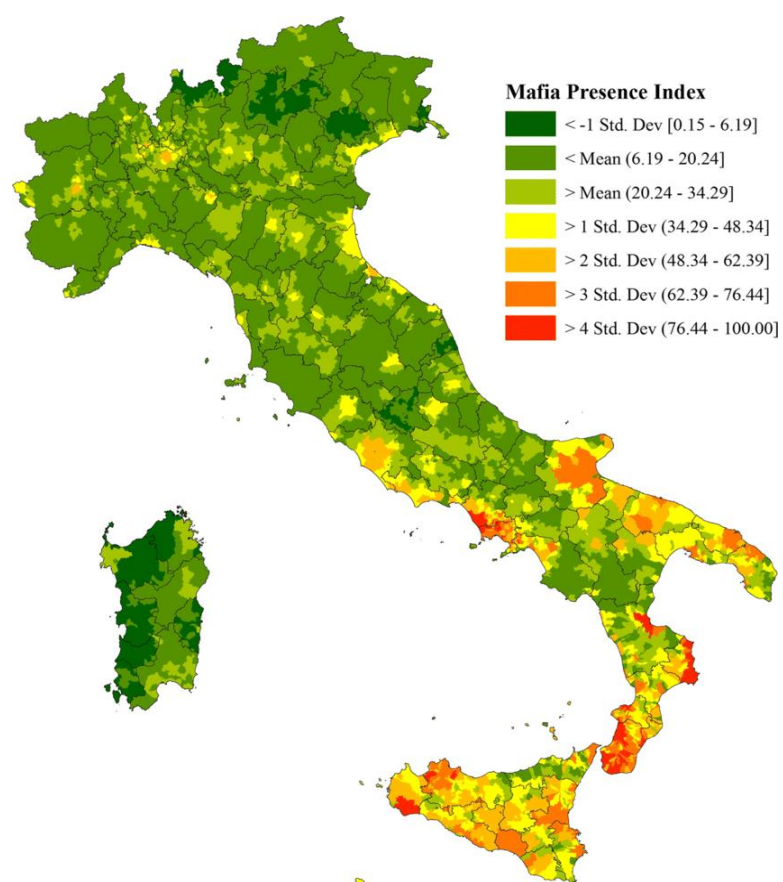 Mafia Presence Index
< -1 Std. Dev [0.15 - 6.19]
< Mean (6.19 - 20.24]
> Mean (20.24 - 34.29]
> 1 Std. Dev (34.29 - 48.34]
> 2 Std. Dev (48.34 - 62.39]
> 3 Std. Dev (62.39 - 76.44]
> 4 Std. Dev (76.44 - 100.00]